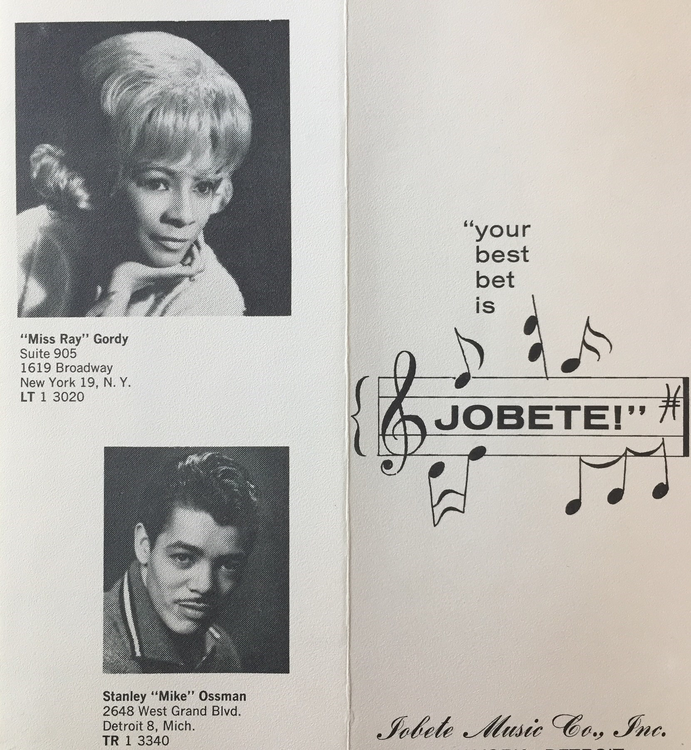 "Miss Ray" Gordy
Suite 905
1619 Broadway
New York 19, N. Y.
LT 1 3020
Stanley "Mike" Ossman
2648 West Grand Blvd.
Detroit 8, Mich.
TR 1 3340
"your
best
bet
is
JOBETE!"
Jobete Music Co., Inc.